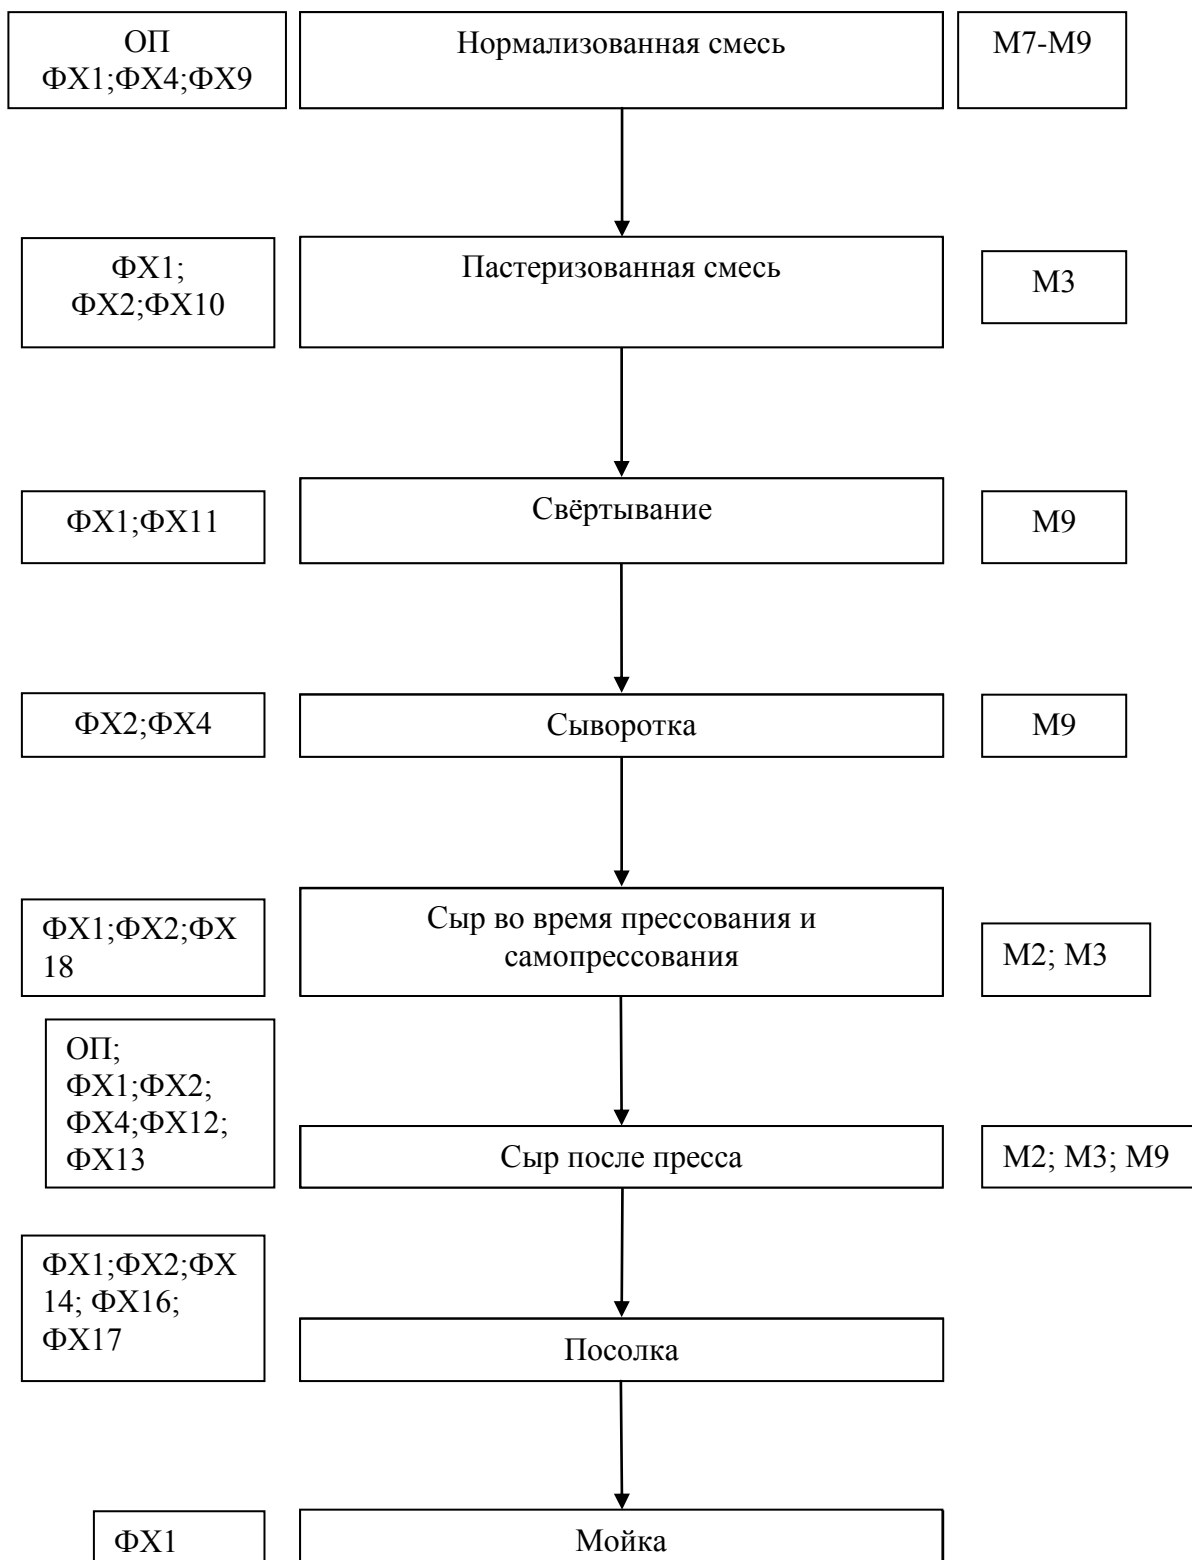 ОП
ФХ1;ФХ4;ФХ9
Нормализованная смесь
М7-М9
ФХ1;
ФХ2;ФХ10
Пастеризованная смесь
М3
ФХ1;ФХ11
Свёртывание
М9
ФХ2;ФХ4
Сыворотка
М9
ФХ1;ФХ2;ФХ
18
Сыр во время прессования и
самопрессования
М2; М3
ОП;
ФХ1;ФХ2;
ФХ4;ФХ12;
ФХ13
Сыр после пресса
М2; М3; М9
ФХ1;ФХ2;ФХ
14; ФХ16;
ФХ17
Посолка
ФХ1
Мойка